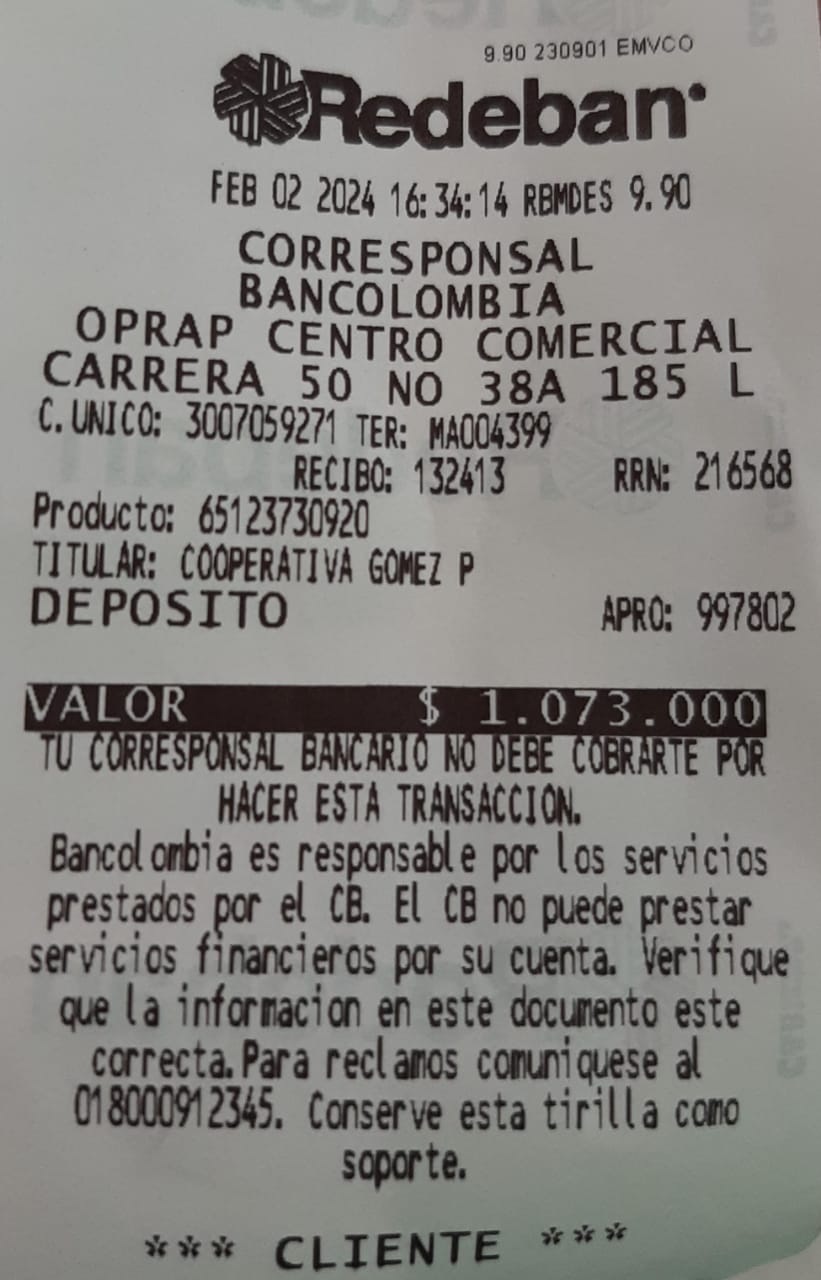 9.90 230901 EMVCO
Redeban
FEB 02 2024 16:34:14 RBMDES 9.90
CORRESPONSAL
BANCOLOMBIA
OPRAP CENTRO COMERCIAL
CARRERA 50 NO 38A 185 L
C.UNICO: 3007059271 TER: MA004399
RECIBO: 132413 RRN: 216568
Producto: 65123730920
TITULAR: COOPERATIVA GOMEZ P
DEPOSITO APRO: 997802
VALOR $ 1.073.000
TU CORRESPONSAL BANCARIO NO DEBE COBRARTE POR
HACER ESTA TRANSACCION.
Bancolombia es responsable por los servicios
prestados por el CB. El CB no puede prestar
servicios financieros por su cuenta. Verifique
que la informacion en este documento este
correcta.Para reclamos comuniquese al
018000912345. Conserve esta tirilla como
soporte.
*** CLIENTE ***